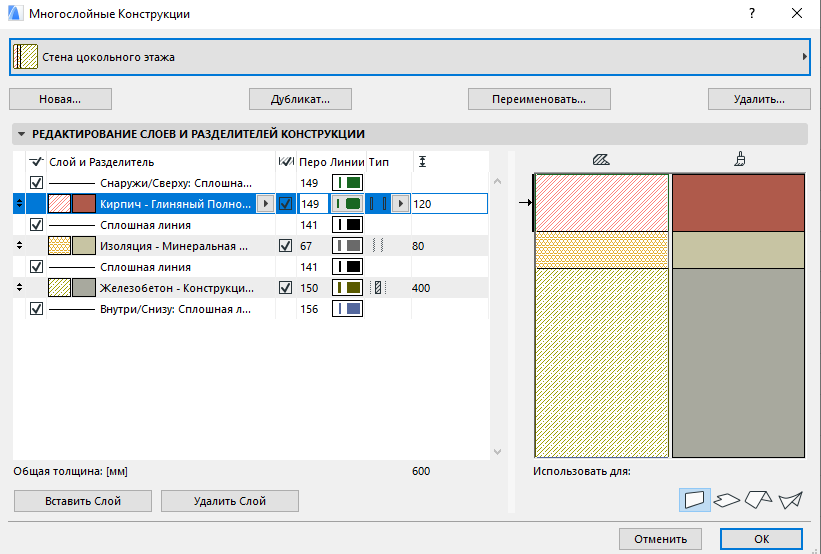 Многослойные Конструкции
? ×
Стена цокольного этажа
Новая... Дубликат... Переименовать... Удалить...
РЕДАКТИРОВАНИЕ СЛОЕВ И РАЗДЕЛИТЕЛЕЙ КОНСТРУКЦИИ
Слой и Разделитель Перо Линии Тип
Снаружи/Сверху: Сплошна... 149
Кирпич - Глиняный Полно... 149 120
Сплошная линия 141
Изоляция - Минеральная ... 67 80
Сплошная линия 141
Железобетон - Конструкци... 150 400
Внутри/Снизу: Сплошная л... 156
Общая толщина: [мм] 600
Использовать для:
Вставить Слой Удалить Слой
Отменить OK